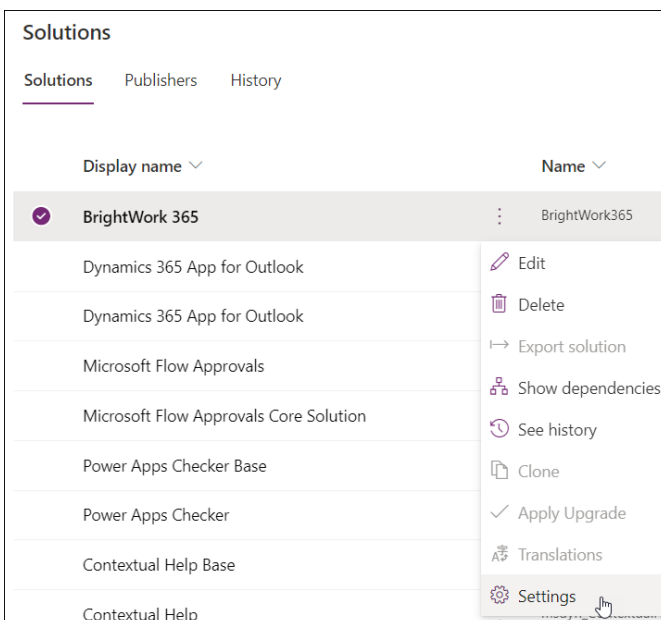 Solutions
Solutions Publishers History
Display name Name
BrightWork 365 BrightWork365
Dynamics 365 App for Outlook
Edit
Dynamics 365 App for Outlook
Delete
Microsoft Flow Approvals
Export solution
Show dependencies
Microsoft Flow Approvals Core Solution
See history
Power Apps Checker Base
Clone
Power Apps Checker
Apply Upgrade
Contextual Help Base
Translations
Settings
Contextual Help